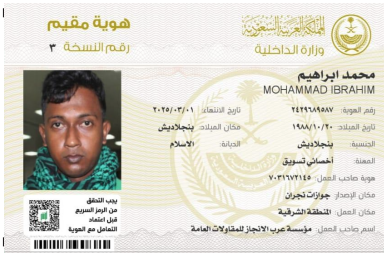 هوية مقيم
رقم النسخة ٣
المملكة العربية السعودية
وزارة الداخلية
محمد ابراهيم
MOHAMMAD IBRAHIM
رقم الهوية: ٢٤٢٩٦٨٩٥٨٧ تاريخ الانتهاء: ٢٠٢٥/٠٣/٠١
تاريخ الميلاد: ١٩٨٨/١٠/٢٠ مكان الميلاد: بنجلاديش
الجنسية: بنجلاديش الديانة: الاسلام
المهنة: أخصائي تسويق
هوية صاحب العمل: ٧٠٣١٦٧٢١٤٥
مكان الإصدار: جوازات نجران
مكان العمل: المنطقة الشرقية
اسم صاحب العمل: مؤسسة عرب الانجاز للمقاولات العامة
يجب التحقق
من الرمز السريع
قبل اعتماد
التعامل مع الهوية